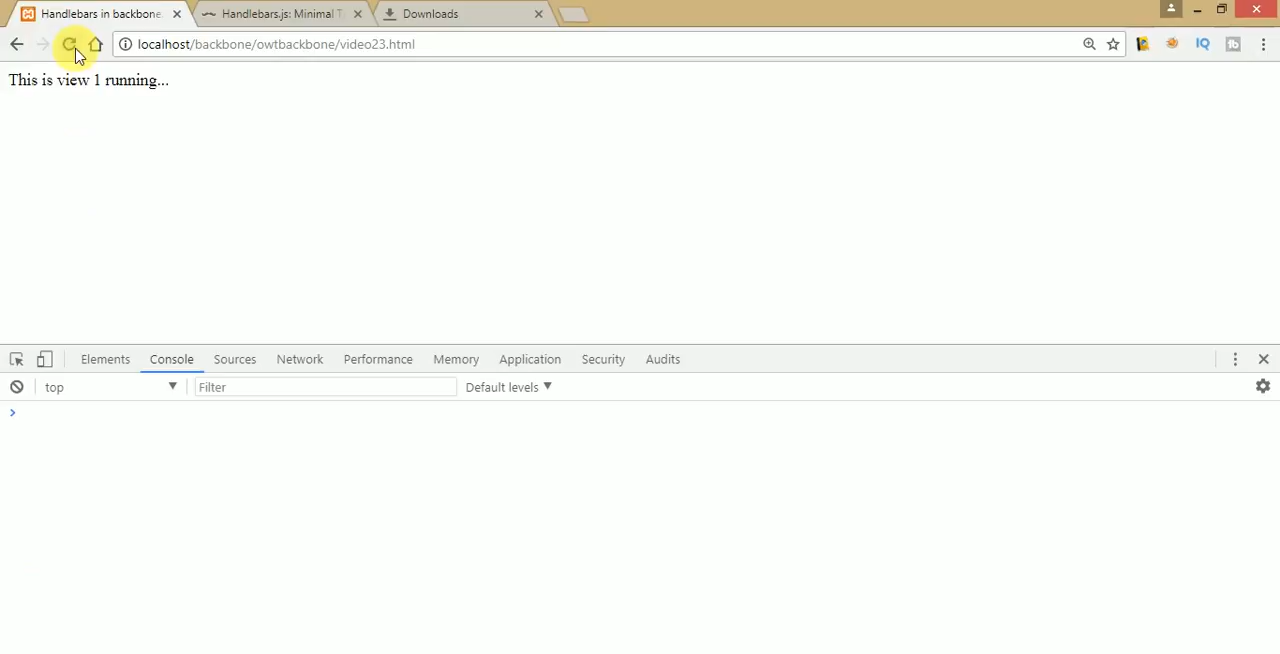 Handlebars in backbone.
Handlebars.js: Minimal T
Downloads
localhost/backbone/owtbackbone/video23.html
IQ
This is view 1 running...
Elements
Console
Sources
Network
Performance
Memory
Application
Security
Audits
top
Filter
Default levels